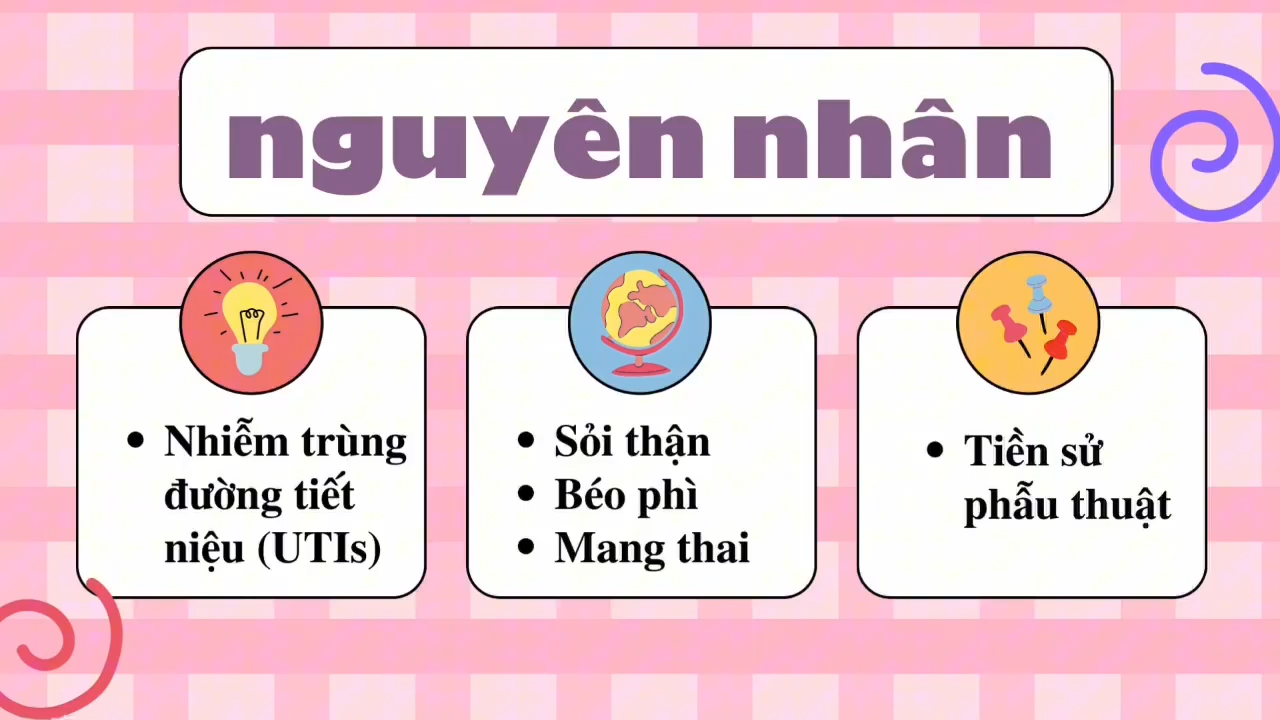 nguyên nhân
• Nhiễm trùng
đường tiết
niệu (UTIs)
• Sỏi thận
• Béo phì
• Mang thai
• Tiền sử
phẫu thuật